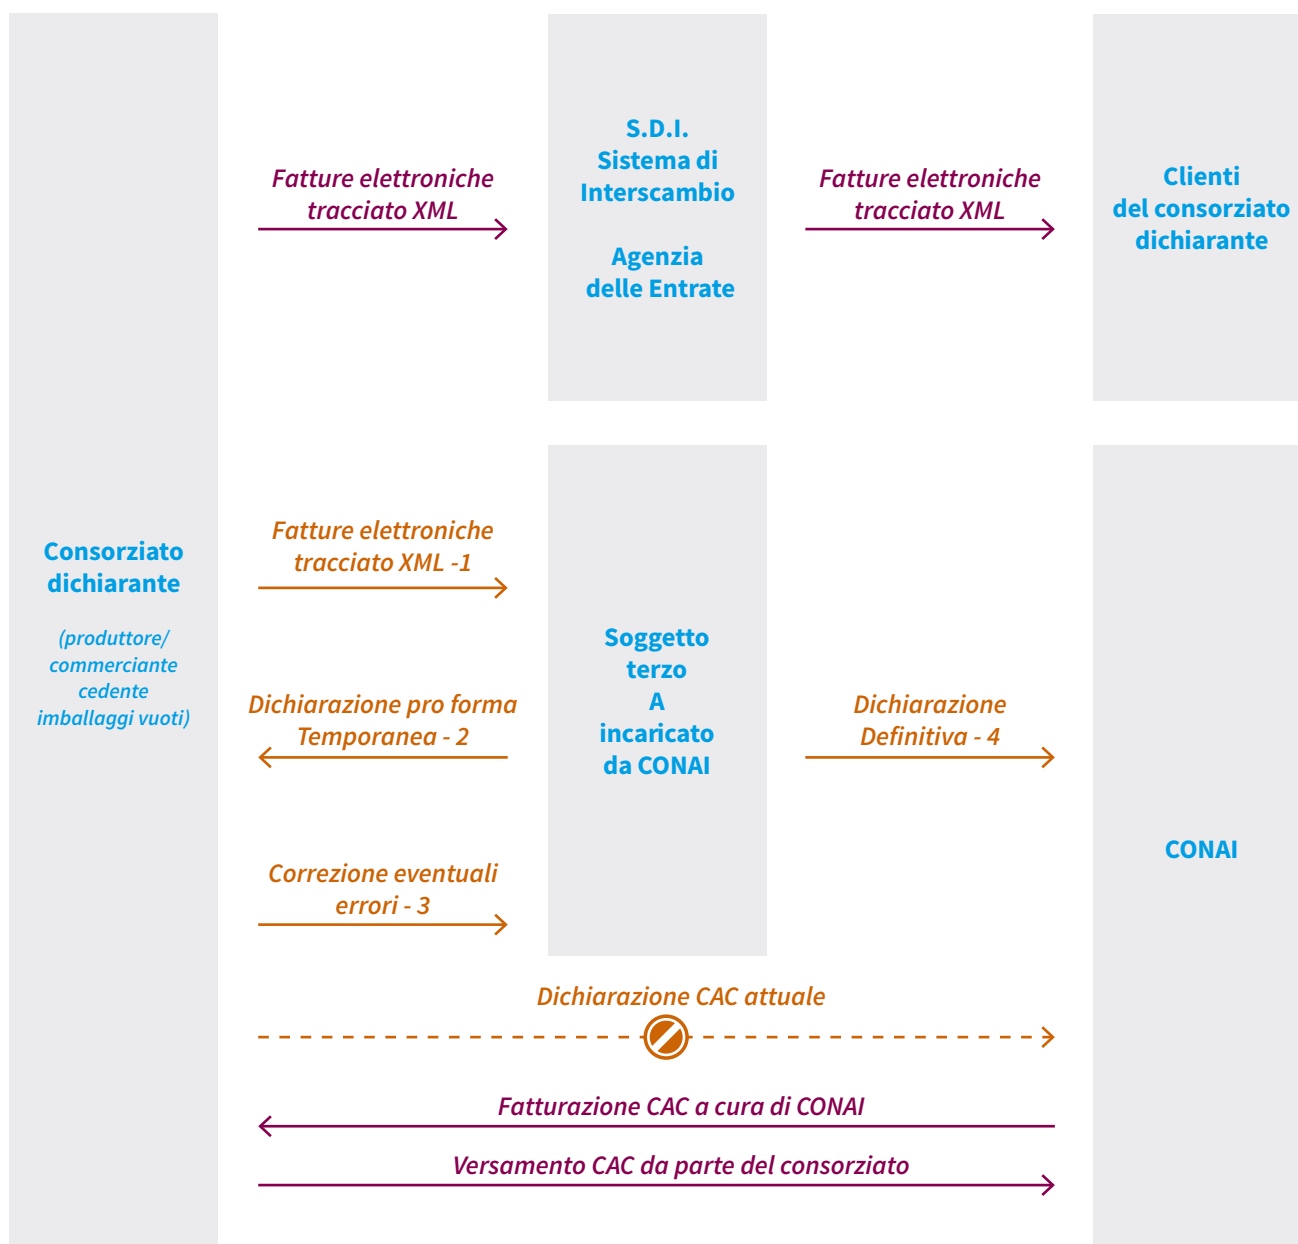 Fatture elettroniche
tracciato XML
S.D.I.
Sistema di
Interscambio
Agenzia
delle Entrate
Fatture elettroniche
tracciato XML
Clienti
del consorziato
dichiarante
Consorziato
dichiarante
(produttore/
commerciante
cedente
imballaggi vuoti)
Fatture elettroniche
tracciato XML -1
Dichiarazione pro forma
Temporanea - 2
Correzione eventuali
errori - 3
Soggetto
terzo
A
incaricato
da CONAI
Dichiarazione
Definitiva - 4
CONAI
Dichiarazione CAC attuale
Fatturazione CAC a cura di CONAI
Versamento CAC da parte del consorziato